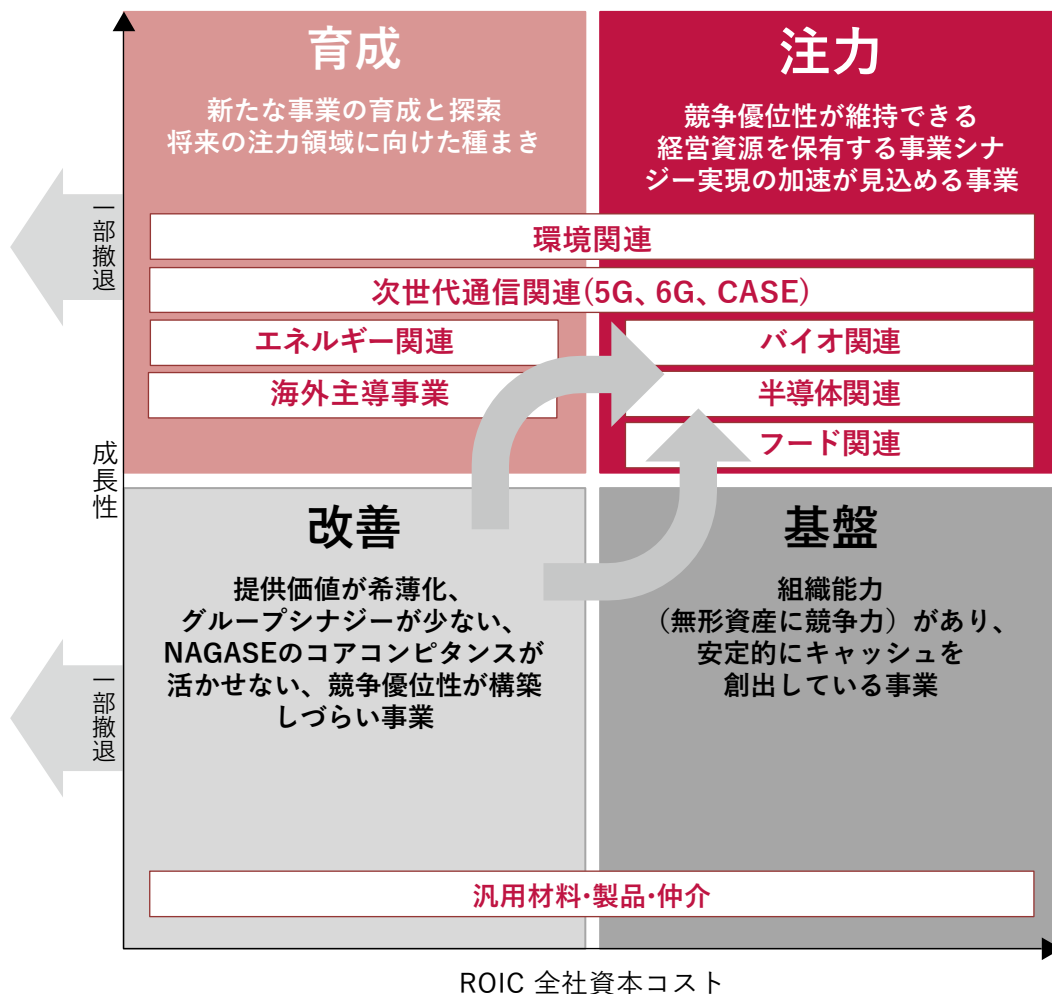 育成
新たな事業の育成と探索
将来の注力領域に向けた種まき
注力
競争優位性が維持できる
経営資源を保有する事業シナ
ジー実現の加速が見込める事業
一部撤退
環境関連
次世代通信関連(5G、6G、CASE)
エネルギー関連
バイオ関連
海外主導事業
半導体関連
フード関連
成長性
改善
提供価値が希薄化、
グループシナジーが少ない、
NAGASEのコアコンピタンスが
活かせない、競争優位性が構築
しづらい事業
基盤
組織能力
（無形資産に競争力）があり、
安定的にキャッシュを
創出している事業
一部撤退
汎用材料・製品・仲介
ROIC 全社資本コスト